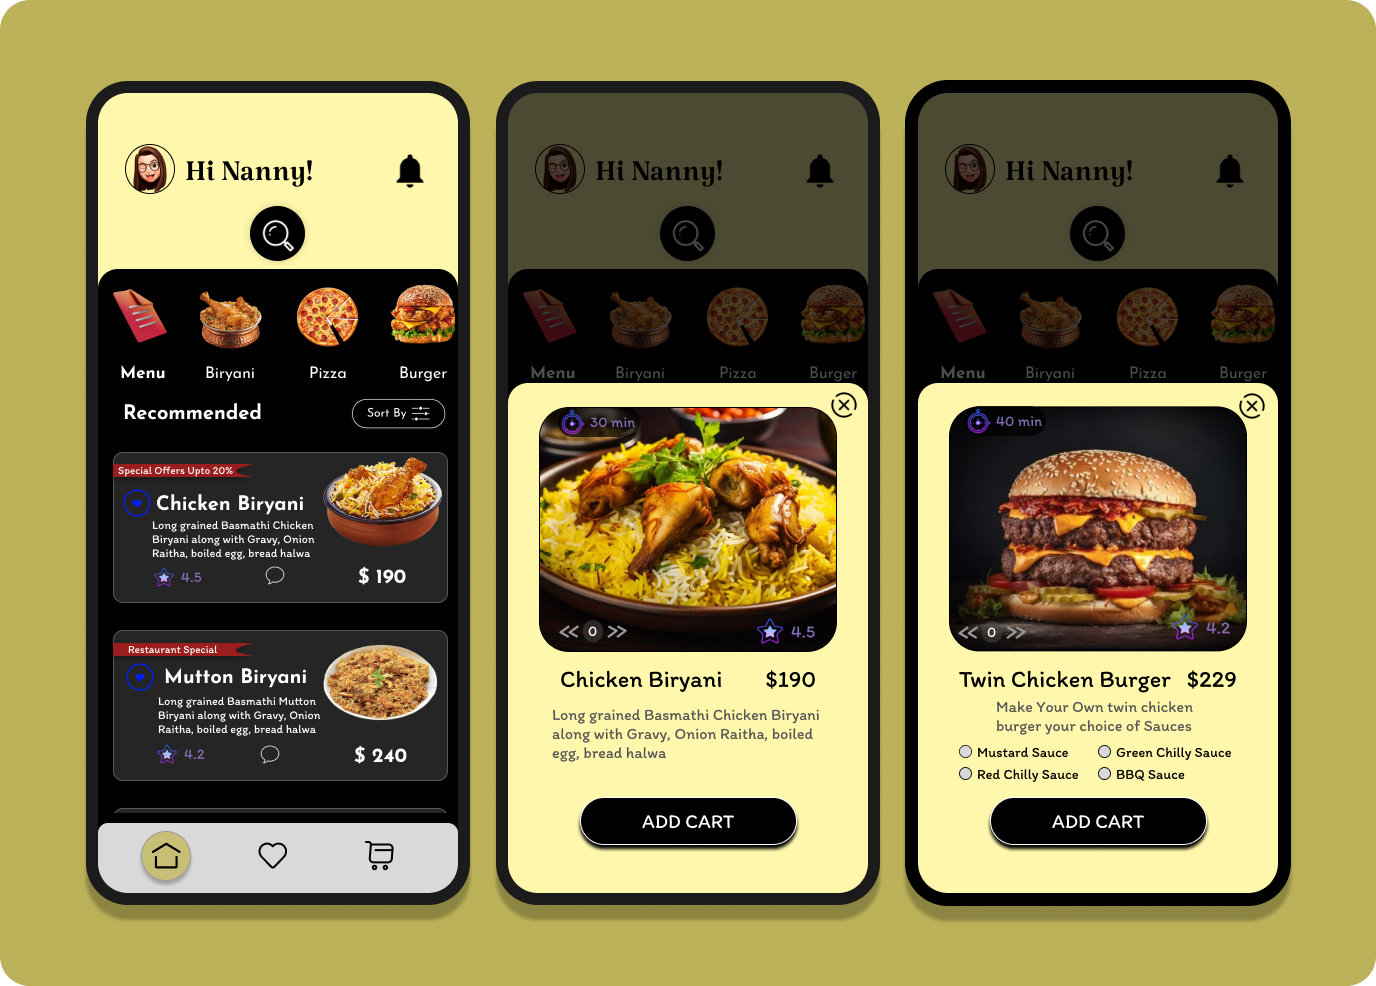 Hi Nanny!
Menu
Biryani
Pizza
Burger
Recommended
Sort By
Special Offers Upto 20%
Chicken Biryani
Long grained Basmathi Chicken
Biryani along with Gravy, Onion
Raitha, boiled egg, bread halwa
4.5
$ 190
Restaurant Special
Mutton Biryani
Long grained Basmathi Mutton
Biryani along with Gravy, Onion
Raitha, boiled egg, bread halwa
4.2
$ 240
Hi Nanny!
Menu
Biryani
Pizza
Burger
30 min
0
4.5
Chicken Biryani
$190
Long grained Basmathi Chicken Biryani
along with Gravy, Onion Raitha, boiled
egg, bread halwa
ADD CART
Hi Nanny!
Menu
Biryani
Pizza
Burger
40 min
0
4.2
Twin Chicken Burger
$229
Make Your Own twin chicken
burger your choice of Sauces
Mustard Sauce
Green Chilly Sauce
Red Chilly Sauce
BBQ Sauce
ADD CART